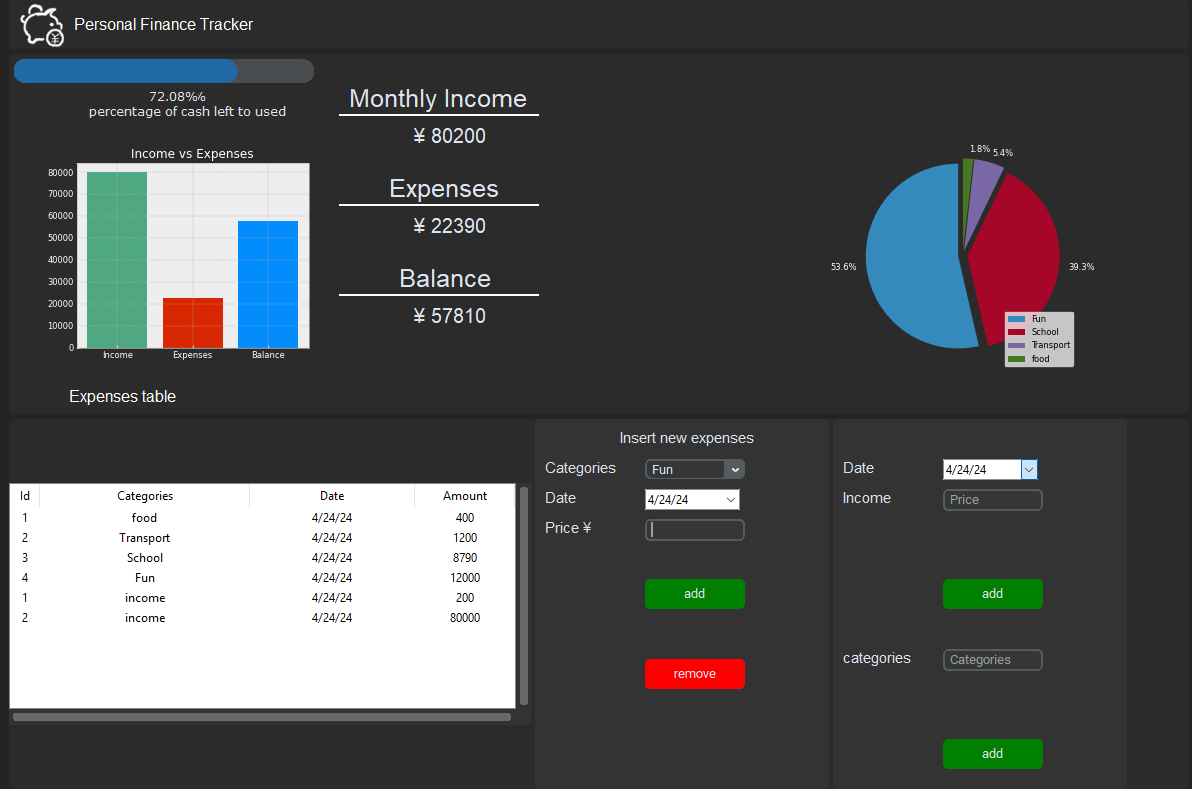 Personal Finance Tracker
72.08%%
percentage of cash left to used
Income vs Expenses
80000
70000
60000
50000
40000
30000
20000
10000
0
Income Expenses Balance
Monthly Income
¥ 80200
Expenses
¥ 22390
Balance
¥ 57810
1.8% 5.4%
53.6%
39.3%
Fun
School
Transport
food
Expenses table
Id Categories Date Amount
1 food 4/24/24 400
2 Transport 4/24/24 1200
3 School 4/24/24 8790
4 Fun 4/24/24 12000
1 income 4/24/24 200
2 income 4/24/24 80000
Insert new expenses
Categories Fun
Date 4/24/24
Price ¥
add
remove
Date 4/24/24
Income Price
add
categories Categories
add